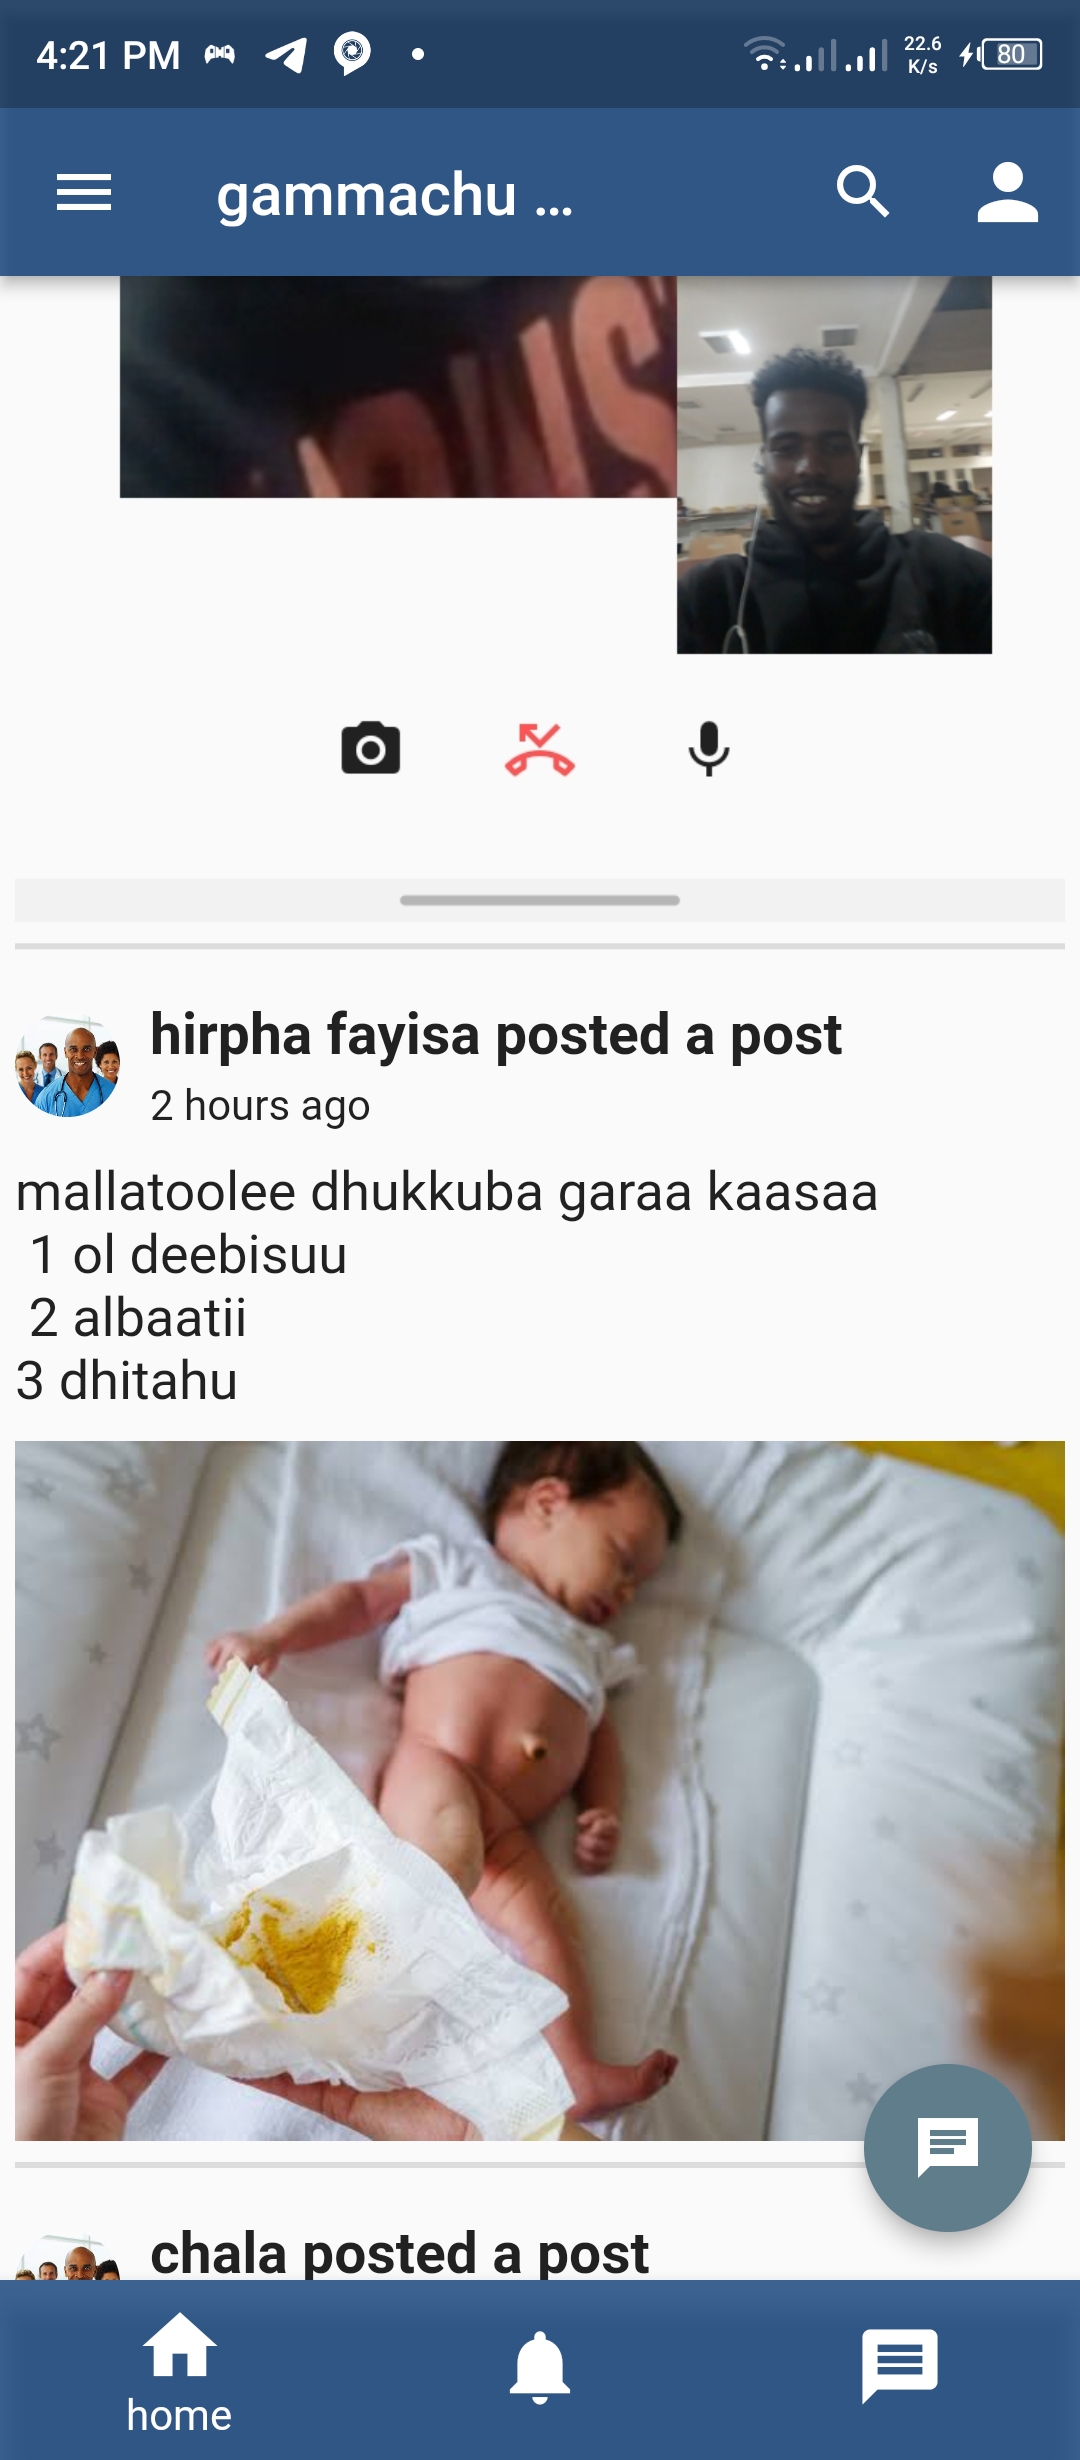 4:21 PM
22.6
K/s
80
gammachu ...
hirpha fayisa posted a post
2 hours ago
mallatoolee dhukkuba garaa kaasaa
1 ol deebisuu
2 albaatii
3 dhitahu
chala posted a post
home